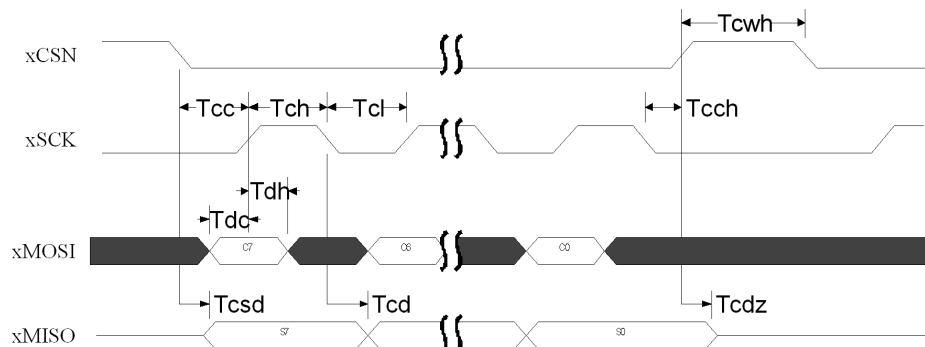 Tcwh
xCSN
Tcc Tch Tcl Tcch
xSCK
Tdh
Tdc
xMOSI C7 C6 C0
Tcsd Tcd Tcdz
xMISO S7 S0